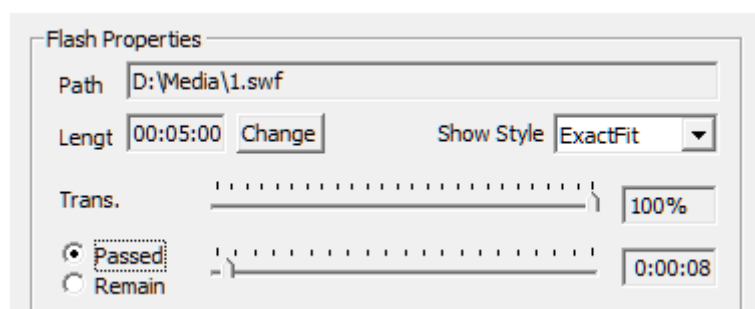 Flash Properties
Path D:\Media\1.swf
Lengt 00:05:00 Change Show Style ExactFit
Trans. 100%
Passed 0:00:08
Remain